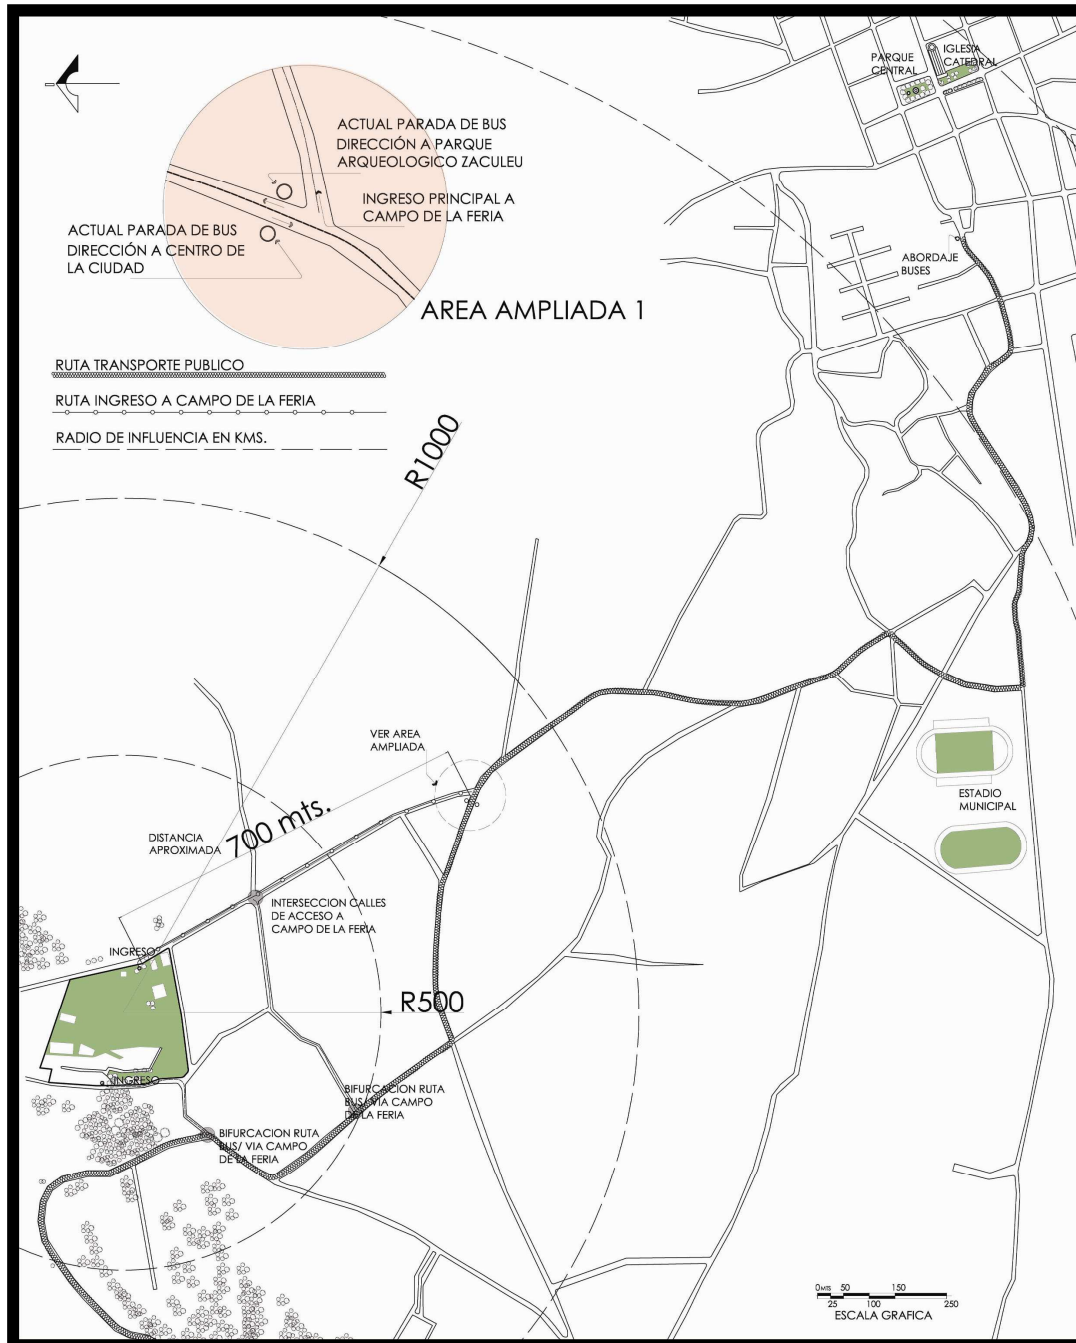 PARQUE
CENTRAL
IGLESIA
CATEDRAL
ACTUAL PARADA DE BUS
DIRECCIÓN A PARQUE
ARQUEOLOGICO ZACULEU
INGRESO PRINCIPAL A
CAMPO DE LA FERIA
ACTUAL PARADA DE BUS
DIRECCIÓN A CENTRO DE
LA CIUDAD
ABORDAJE
BUSES
AREA AMPLIADA 1
RUTA TRANSPORTE PUBLICO
RUTA INGRESO A CAMPO DE LA FERIA
RADIO DE INFLUENCIA EN KMS.
R1000
VER AREA
AMPLIADA
ESTADIO
MUNICIPAL
700 mts.
DISTANCIA
APROXIMADA
INTERSECCION CALLES
DE ACCESO A
CAMPO DE LA FERIA
INGRESO
R500
INGRESO
BIFURCACION RUTA
BUS/ VIA CAMPO
DE LA FERIA
BIFURCACION RUTA
BUS/ VIA CAMPO
DE LA FERIA
0MTS 50 150
25 100 250
ESCALA GRAFICA